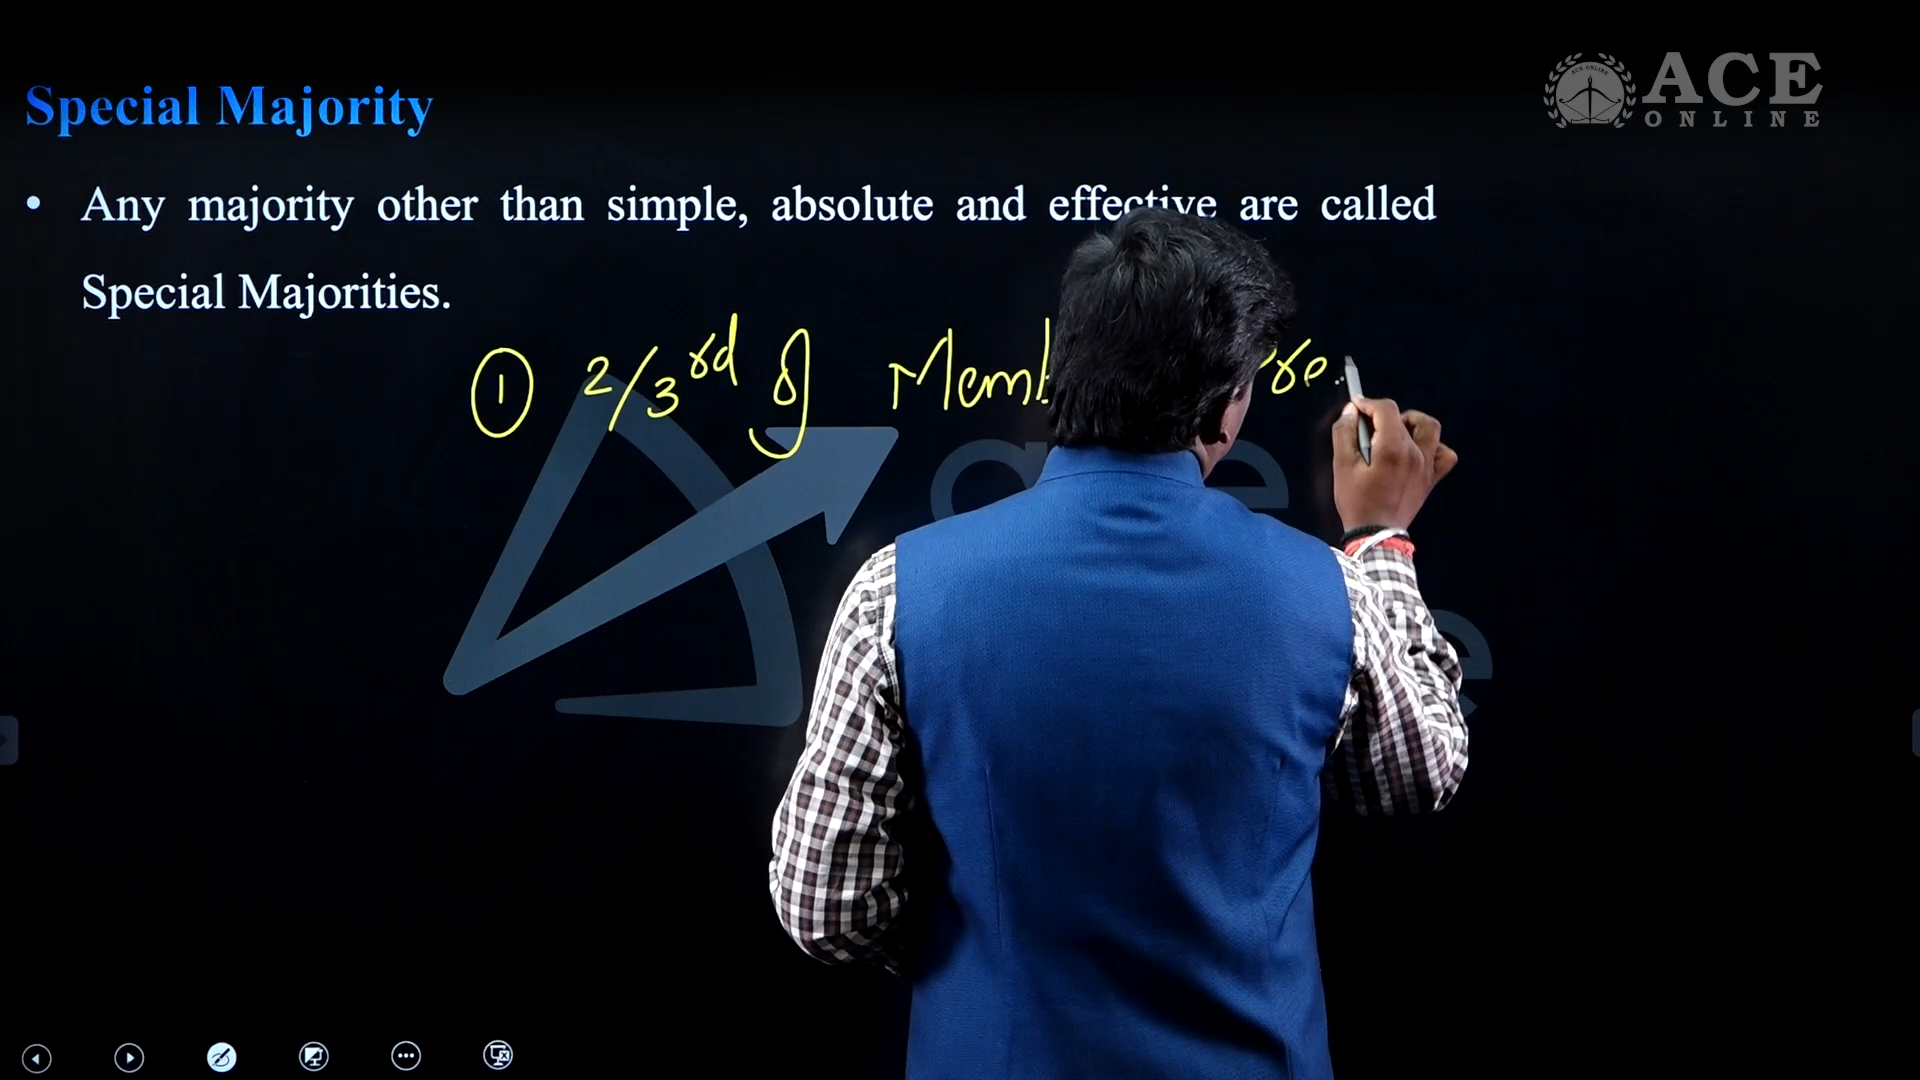 ACE
ONLINE
Special Majority
• Any majority other than simple, absolute and effective are called
Special Majorities.
① 2/3rd of